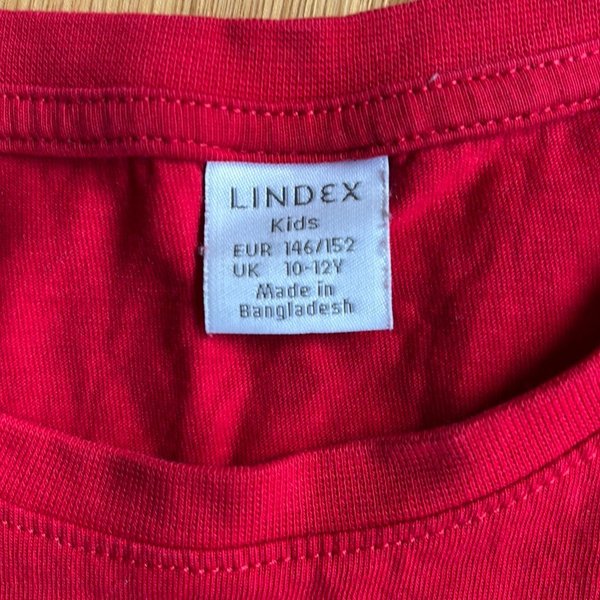 LINDEX
Kids
EUR 146/152
UK 10-12Y
Made in
Bangladesh